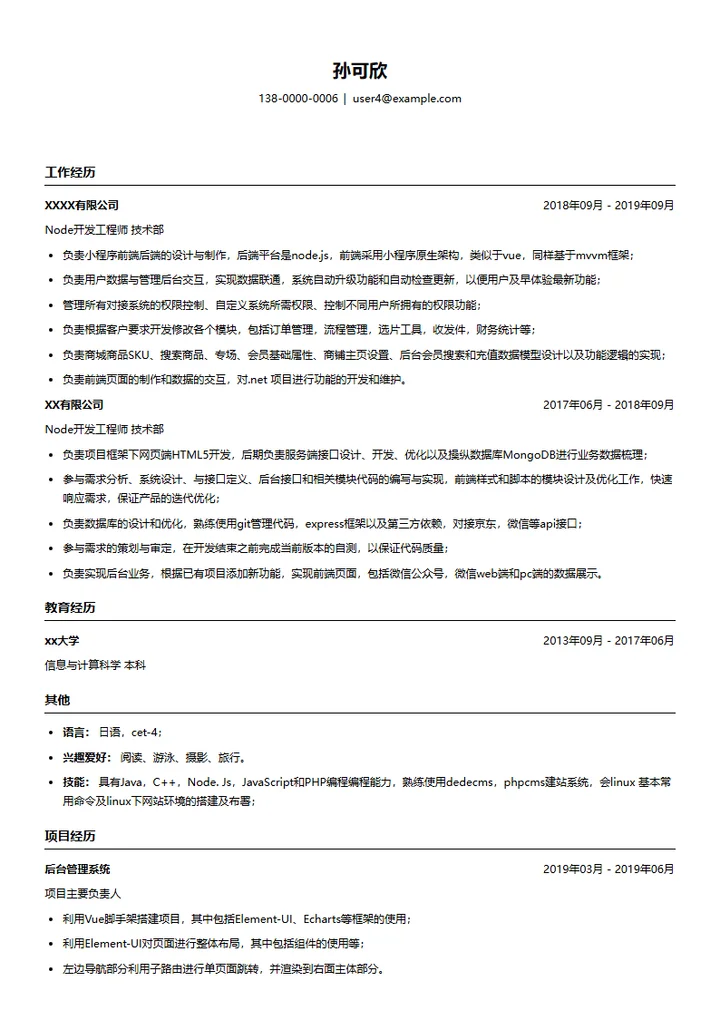 孙可欣
138-0000-0006 | user4@example.com
工作经历
XXXX有限公司 2018年09月 - 2019年09月
Node开发工程师 技术部
• 负责小程序前端后端的设计与制作，后端平台是node.js，前端采用小程序原生架构，类似于vue，同样基于mvvm框架；
• 负责用户数据与管理后台交互，实现数据联通，系统自动升级功能和自动检查更新，以便用户及早体验最新功能；
• 管理所有对接系统的权限控制、自定义系统所需权限、控制不同用户所拥有的权限功能；
• 负责根据客户要求开发修改各个模块，包括订单管理，流程管理，选片工具，收发件，财务统计等；
• 负责商城商品SKU、搜索商品、专场、会员基础属性、商铺主页设置、后台会员搜索和充值数据模型设计以及功能逻辑的实现；
• 负责前端页面的制作和数据的交互，对.net 项目进行功能的开发和维护。
XX有限公司 2017年06月 - 2018年09月
Node开发工程师 技术部
• 负责项目框架下网页端HTML5开发，后期负责服务端接口设计、开发、优化以及操纵数据库MongoDB进行业务数据梳理；
• 参与需求分析、系统设计、与接口定义、后台接口和相关模块代码的编写与实现，前端样式和脚本的模块设计及优化工作，快速
响应需求，保证产品的迭代优化；
• 负责数据库的设计和优化，熟练使用git管理代码，express框架以及第三方依赖，对接京东，微信等api接口；
• 参与需求的策划与审定，在开发结束之前完成当前版本的自测，以保证代码质量；
• 负责实现后台业务，根据已有项目添加新功能，实现前端页面，包括微信公众号，微信web端和pc端的数据展示。
教育经历
xx大学 2013年09月 - 2017年06月
信息与计算科学 本科
其他
• 语言： 日语，cet-4；
• 兴趣爱好： 阅读、游泳、摄影、旅行。
• 技能： 具有Java，C++，Node. Js，JavaScript和PHP编程编程能力，熟练使用dedecms，phpcms建站系统，会linux 基本常
用命令及linux下网站环境的搭建及布署；
项目经历
后台管理系统 2019年03月 - 2019年06月
项目主要负责人
• 利用Vue脚手架搭建项目，其中包括Element-UI、Echarts等框架的使用；
• 利用Element-UI对页面进行整体布局，其中包括组件的使用等；
• 左边导航部分利用子路由进行单页面跳转，并渲染到右面主体部分。